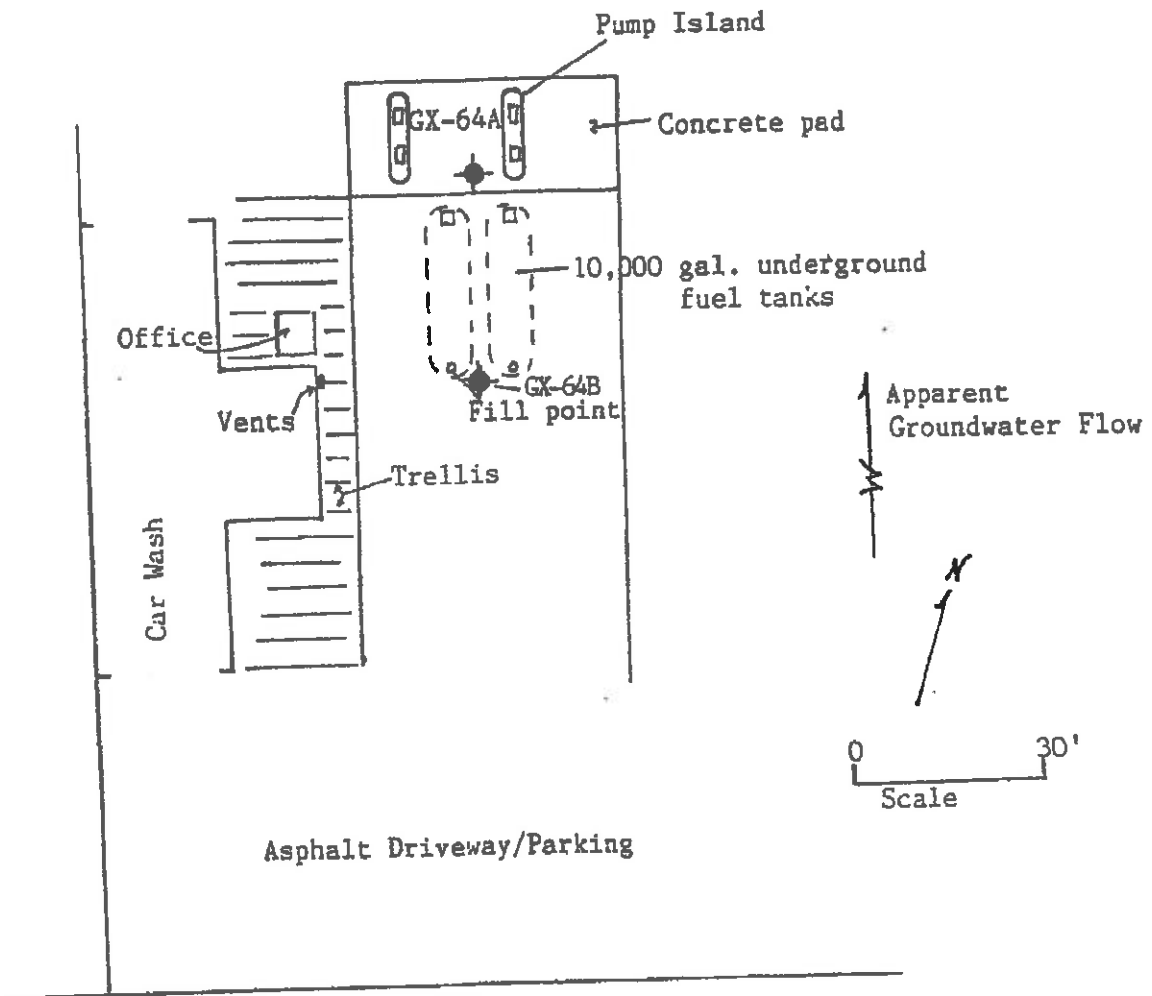 Pump Island
GX-64A
Concrete pad
10,000 gal. underground
fuel tanks
Office
GX-64B
Fill point
Vents
Apparent
Groundwater Flow
Trellis
Car Wash
N
0 30'
Scale
Asphalt Driveway/Parking